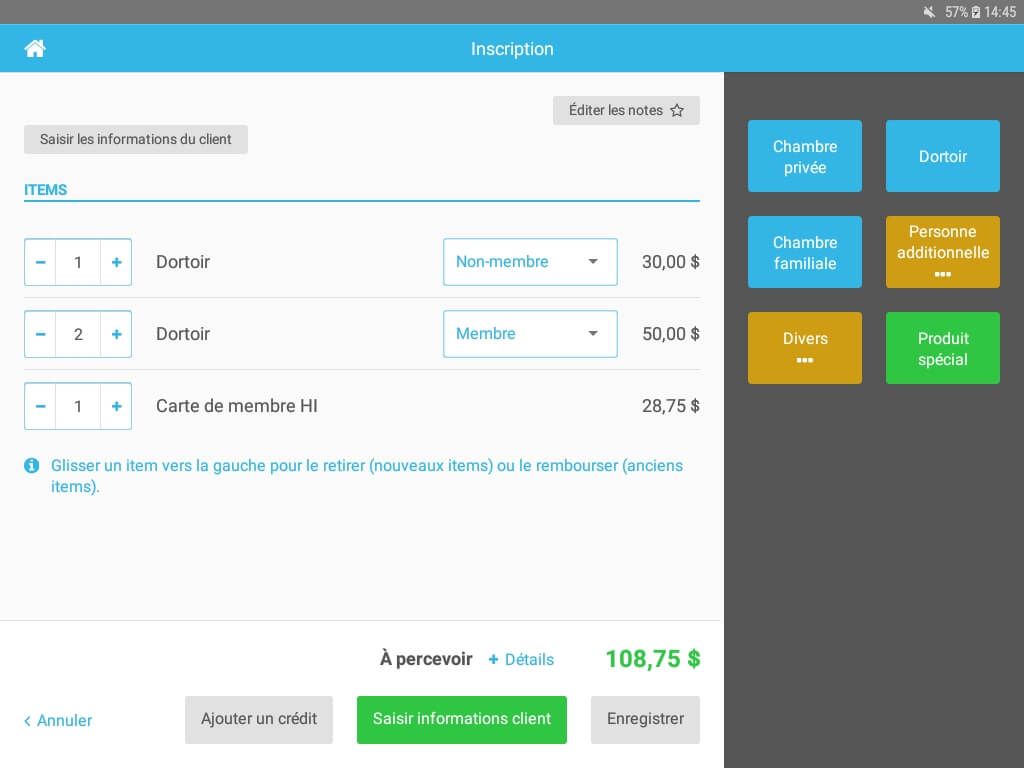 57% 14:45
Inscription
Éditer les notes
Saisir les informations du client
ITEMS
- 1 + Dortoir Non-membre 30,00 $
- 2 + Dortoir Membre 50,00 $
- 1 + Carte de membre HI 28,75 $
Glisser un item vers la gauche pour le retirer (nouveaux items) ou le rembourser (anciens
items).
À percevoir + Détails 108,75 $
< Annuler Ajouter un crédit Saisir informations client Enregistrer
Chambre
privée
Dortoir
Chambre
familiale
Personne
additionnelle
Divers
Produit
spécial